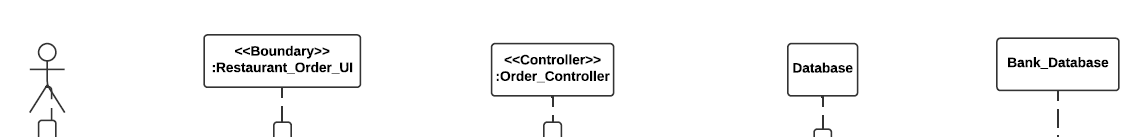 <<Boundary>>
:Restaurant_Order_UI
<<Controller>>
:Order_Controller
Database
Bank_Database